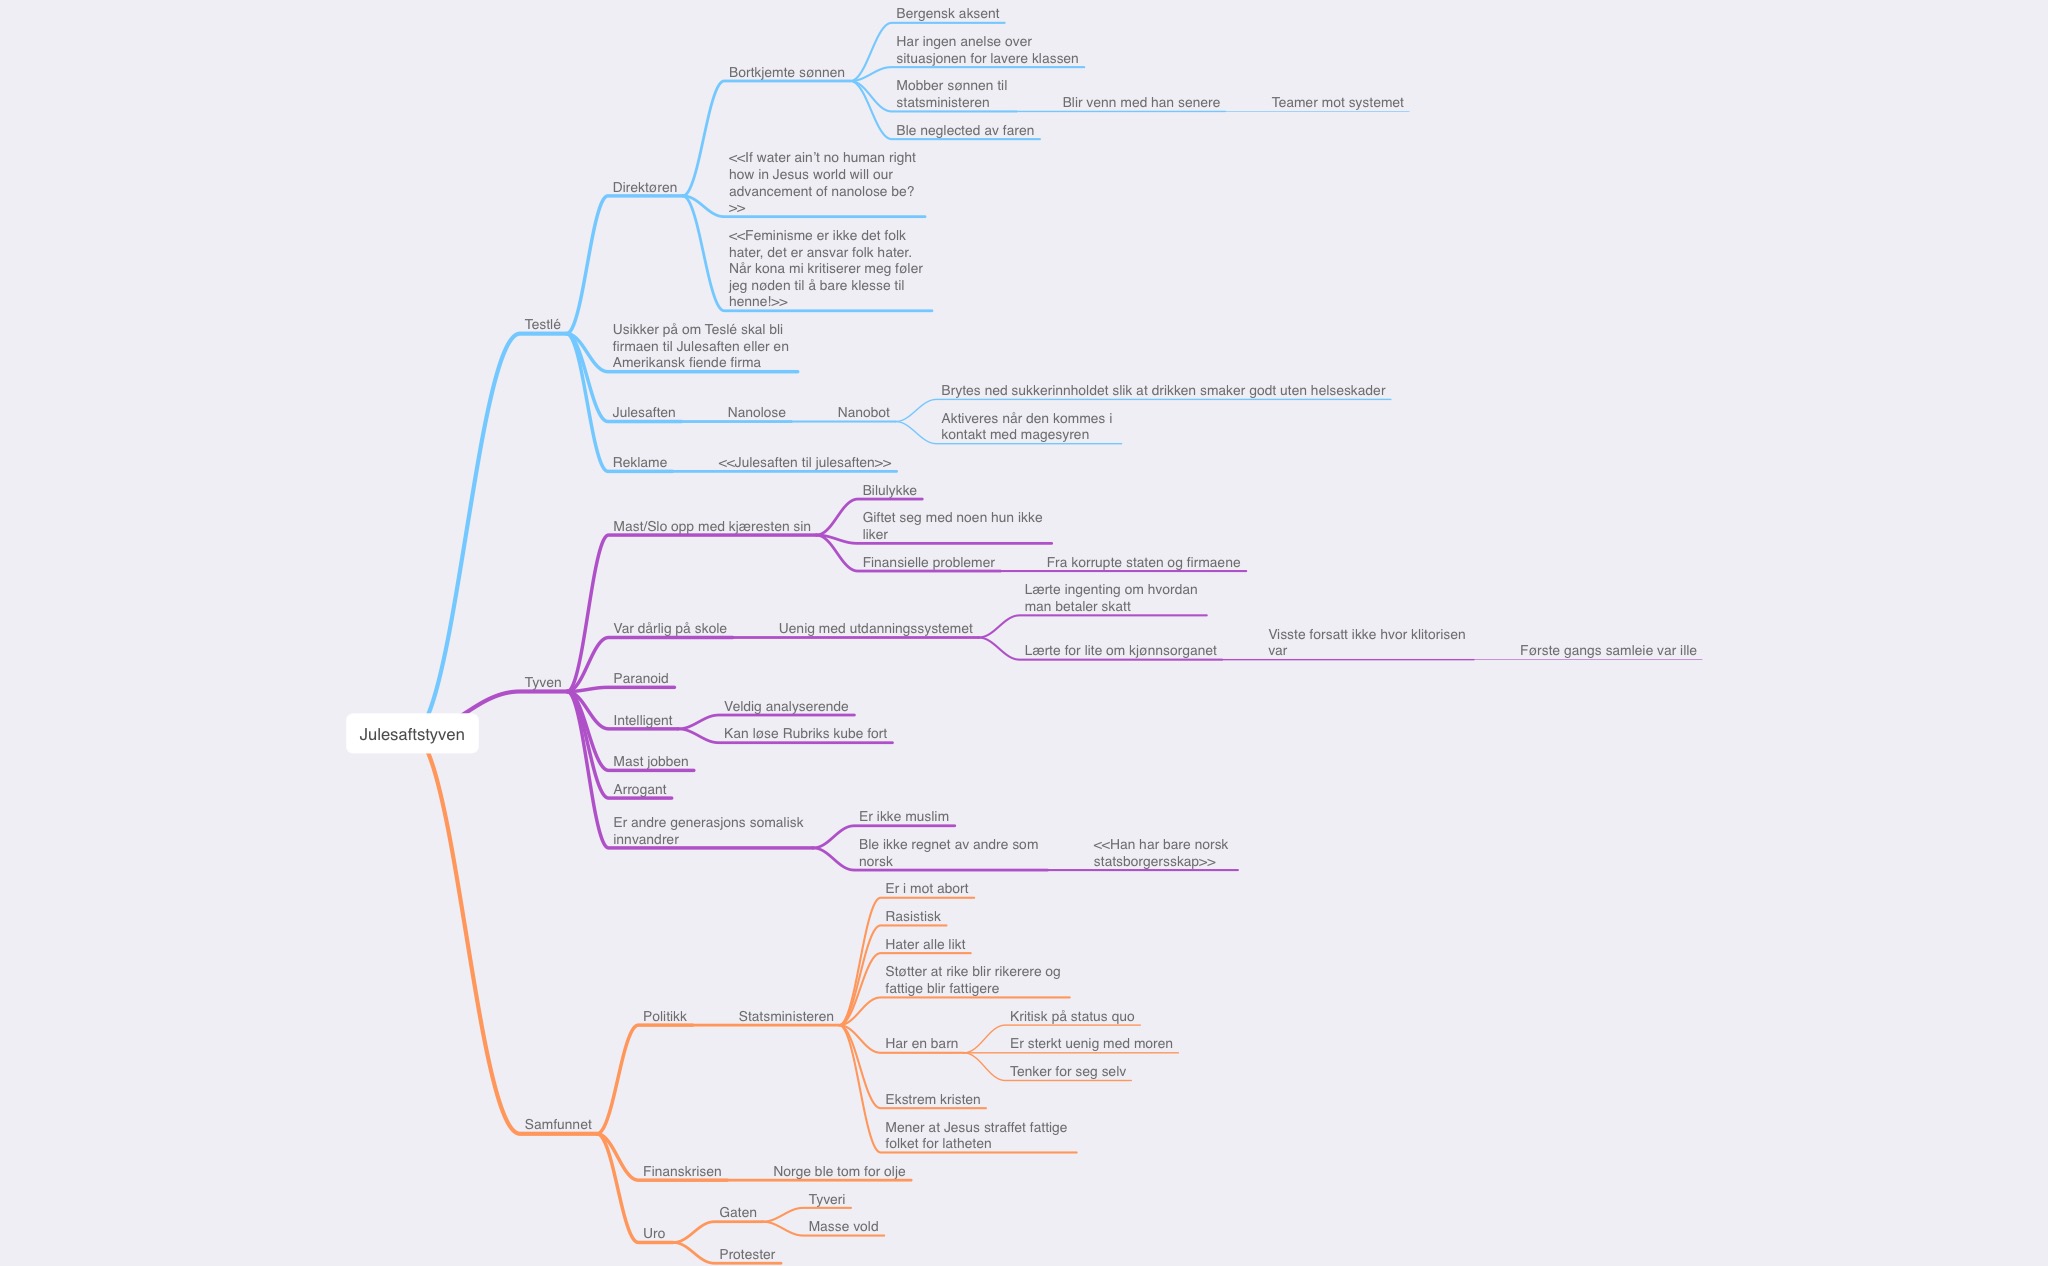 Julesaftstyven
Testlé
Direktøren
Bortkjemte sønnen
Bergensk aksent
Har ingen anelse over
situasjonen for lavere klassen
Mobber sønnen til
statsministeren
Blir venn med han senere
Teamer mot systemet
Ble neglected av faren
<<If water ain’t no human right
how in Jesus world will our
advancement of nanolose be?
>>
<<Feminisme er ikke det folk
hater, det er ansvar folk hater.
Når kona mi kritiserer meg føler
jeg nøden til å bare klesse til
henne!>>
Usikker på om Teslé skal bli
firmaen til Julesaften eller en
Amerikansk fiende firma
Julesaften
Nanolose
Nanobot
Brytes ned sukkerinnholdet slik at drikken smaker godt uten helseskader
Aktiveres når den kommes i
kontakt med magesyren
Reklame
<<Julesaften til julesaften>>
Tyven
Mast/Slo opp med kjæresten sin
Bilulykke
Giftet seg med noen hun ikke
liker
Finansielle problemer
Fra korrupte staten og firmaene
Var dårlig på skole
Uenig med utdanningssystemet
Lærte ingenting om hvordan
man betaler skatt
Lærte for lite om kjønnsorganet
Visste forsatt ikke hvor klitorisen
var
Første gangs samleie var ille
Paranoid
Intelligent
Veldig analyserende
Kan løse Rubriks kube fort
Mast jobben
Arrogant
Er andre generasjons somalisk
innvandrer
Er ikke muslim
Ble ikke regnet av andre som
norsk
<<Han har bare norsk
statsborgersskap>>
Samfunnet
Politikk
Statsministeren
Er i mot abort
Rasistisk
Hater alle likt
Støtter at rike blir rikerere og
fattige blir fattigere
Har en barn
Kritisk på status quo
Er sterkt uenig med moren
Tenker for seg selv
Ekstrem kristen
Mener at Jesus straffet fattige
folket for latheten
Finanskrisen
Norge ble tom for olje
Uro
Gaten
Tyveri
Masse vold
Protester